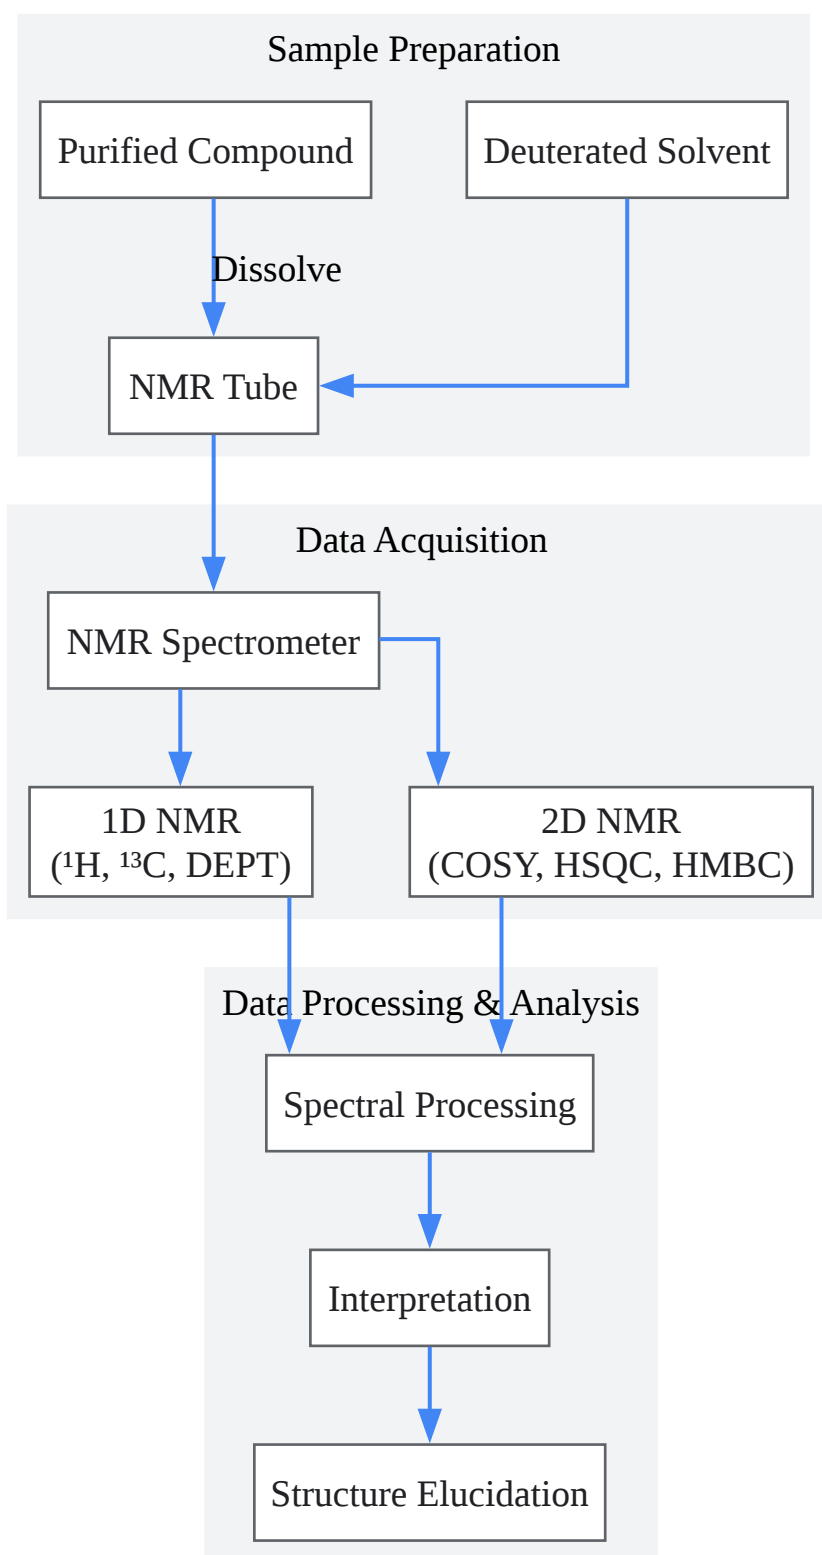 Sample Preparation
Purified Compound
Deuterated Solvent
Dissolve
NMR Tube
Data Acquisition
NMR Spectrometer
1D NMR
(¹H, ¹³C, DEPT)
2D NMR
(COSY, HSQC, HMBC)
Data Processing & Analysis
Spectral Processing
Interpretation
Structure Elucidation